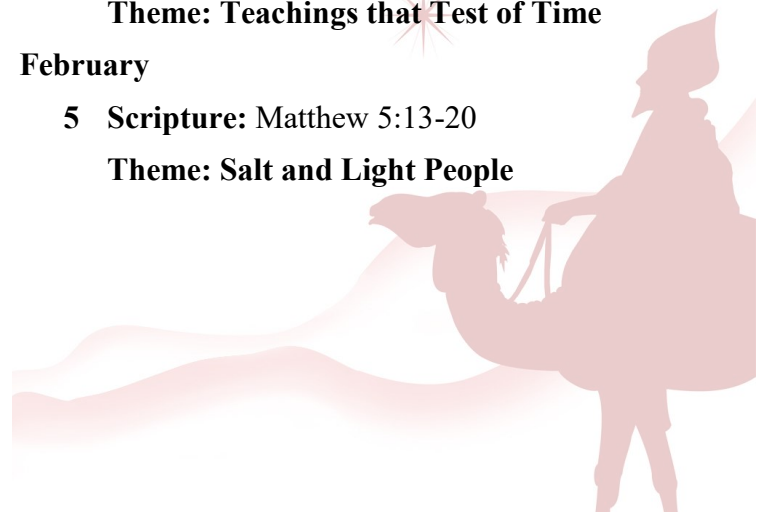 Theme: Teachings that Test of Time
February
5 Scripture: Matthew 5:13-20
Theme: Salt and Light People